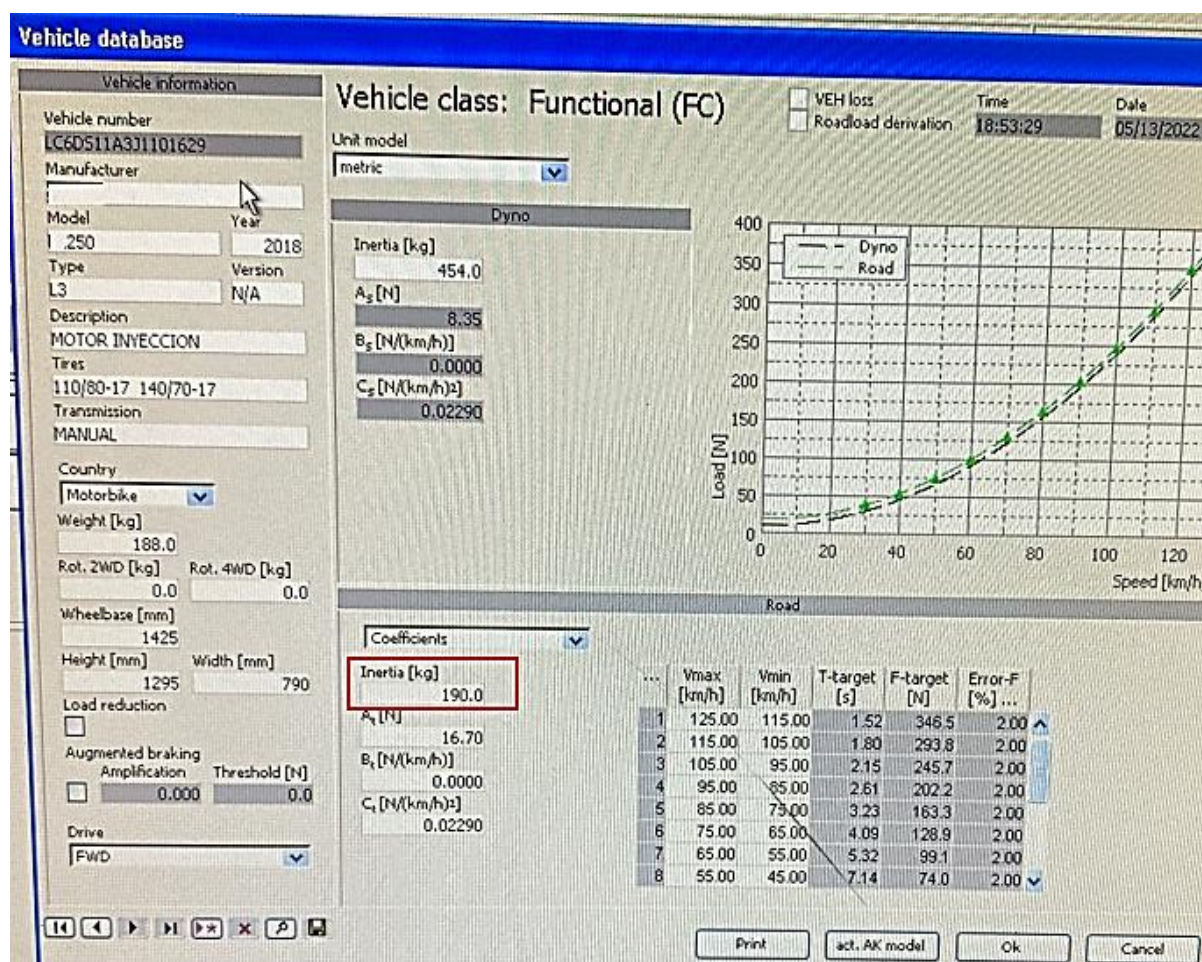 Vehicle database
Vehicle information
Vehicle number
LC6DS11A3J1101629
Manufacturer
Model Year
.250 2018
Type Version
L3 N/A
Description
MOTOR INYECCION
Tires
110/80-17 140/70-17
Transmission
MANUAL
Country
Motorbike
Weight [kg]
188.0
Rot. 2WD [kg] Rot. 4WD [kg]
0.0 0.0
Wheelbase [mm]
1425
Height [mm] Width [mm]
1295 790
Load reduction
Augmented braking
Amplification Threshold [N]
0.000 0.0
Drive
FWD
Vehicle class: Functional (FC)
VEH loss
Roadload derivation
Time Date
18:53:29 05/13/2022
Unit model
metric
Dyno
Inertia [kg]
454.0
As [N]
8.35
Bs [N/(km/h)]
0.0000
Cs [N/(km/h)2]
0.02290
Dyno
Road
400
350
300
250
200
150
100
50
0
Load [N]
0 20 40 60 80 100 120
Speed [km/h
Road
Coefficients
Inertia [kg]
190.0
At [N]
16.70
Bt [N/(km/h)]
0.0000
Ct [N/(km/h)2]
0.02290
... Vmax Vmin T-target F-target Error-F
[km/h] [km/h] [s] [N] [%] ...
1 125.00 115.00 1.52 346.5 2.00
2 115.00 105.00 1.80 293.8 2.00
3 105.00 95.00 2.15 245.7 2.00
4 95.00 85.00 2.61 202.2 2.00
5 85.00 75.00 3.23 163.3 2.00
6 75.00 65.00 4.09 128.9 2.00
7 65.00 55.00 5.32 99.1 2.00
8 55.00 45.00 7.14 74.0 2.00
Print act. AK model Ok Cancel